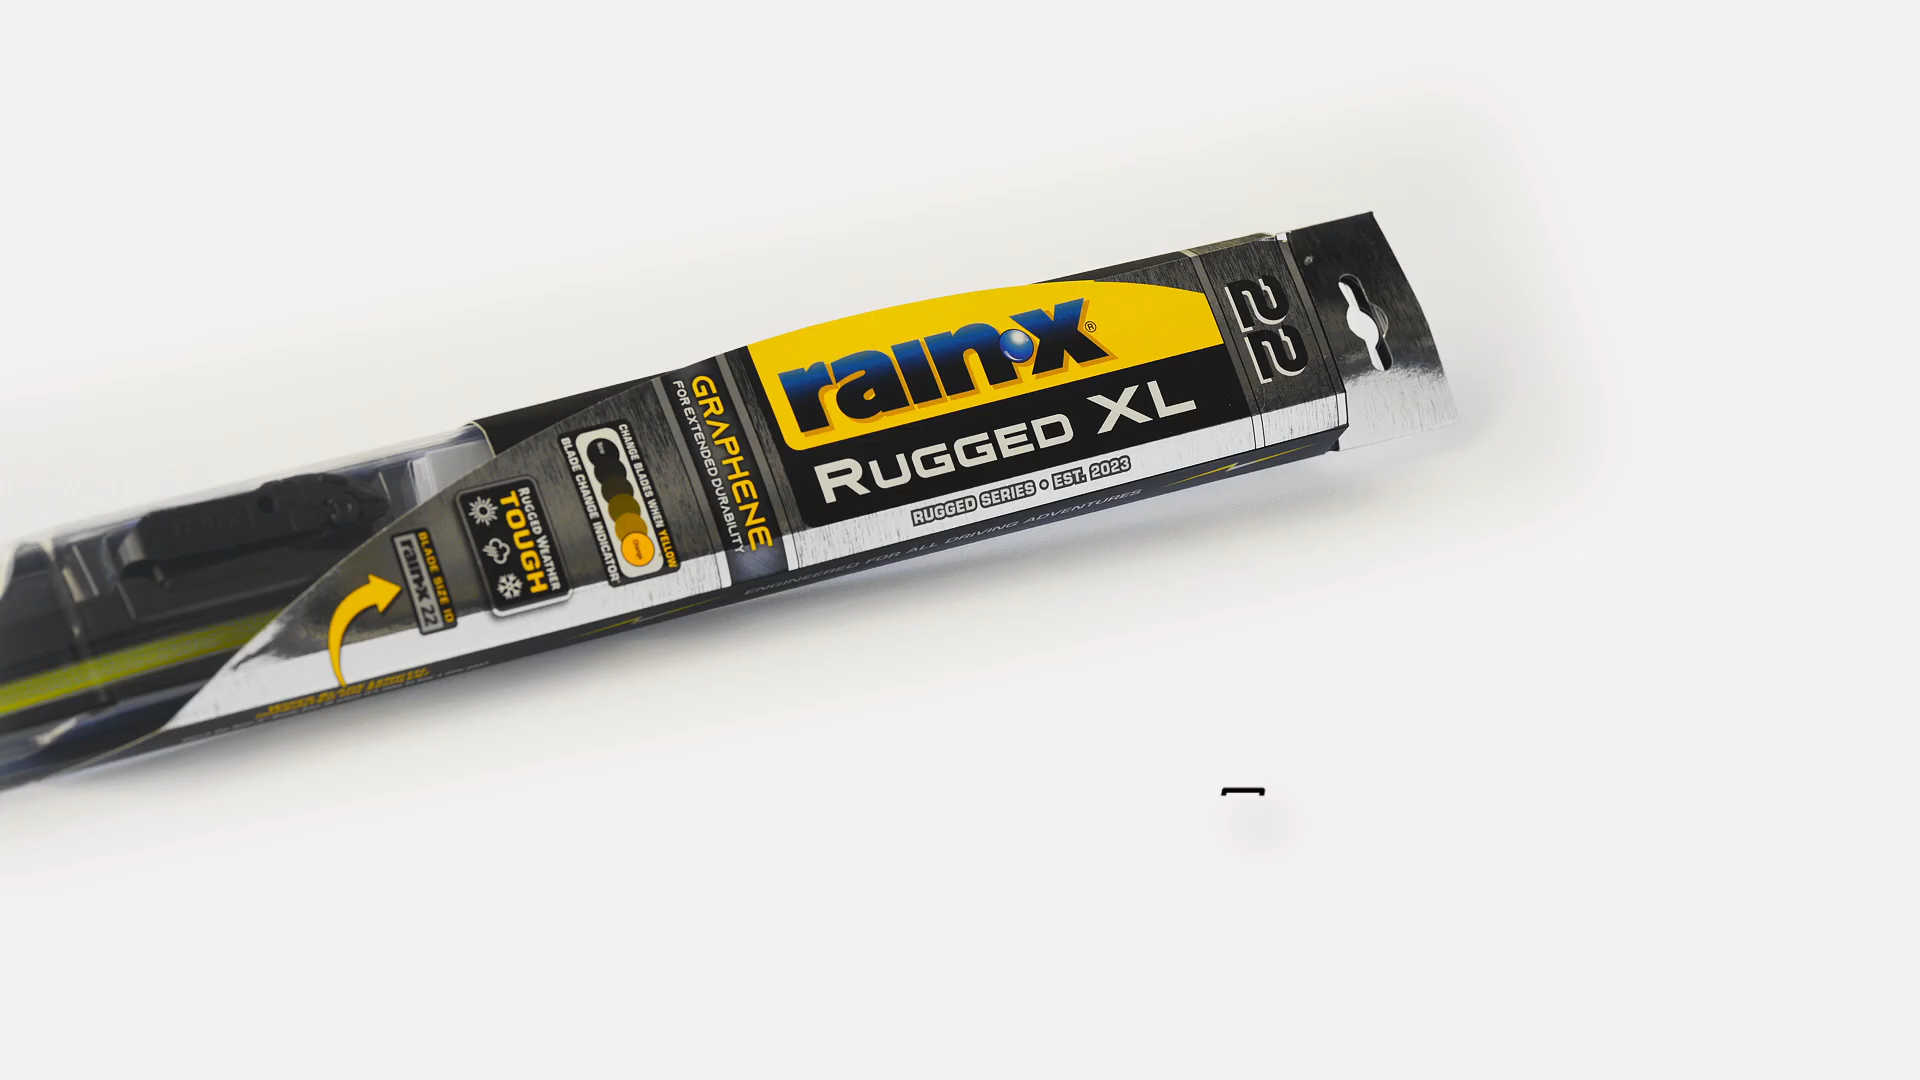 rain-x®
RUGGED XL
RUGGED SERIES • EST. 2023
ENGINEERED FOR ALL DRIVING ADVENTURES
22
GRAPHENE
FOR EXTENDED DURABILITY
CHANGE BLADES WHEN YELLOW
BLADE CHANGE INDICATOR
Change
RUGGED WEATHER
TOUGH
BLADE SIZE ID
rain-x 22